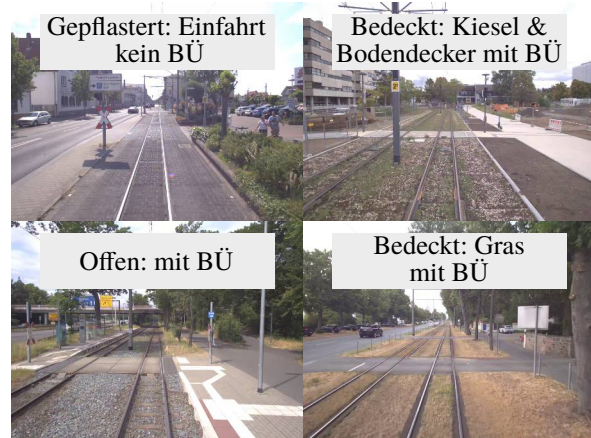 Gepflastert: Einfahrt
kein BÜ
Bedeckt: Kiesel &
Bodendecker mit BÜ
Offen: mit BÜ
Bedeckt: Gras
mit BÜ